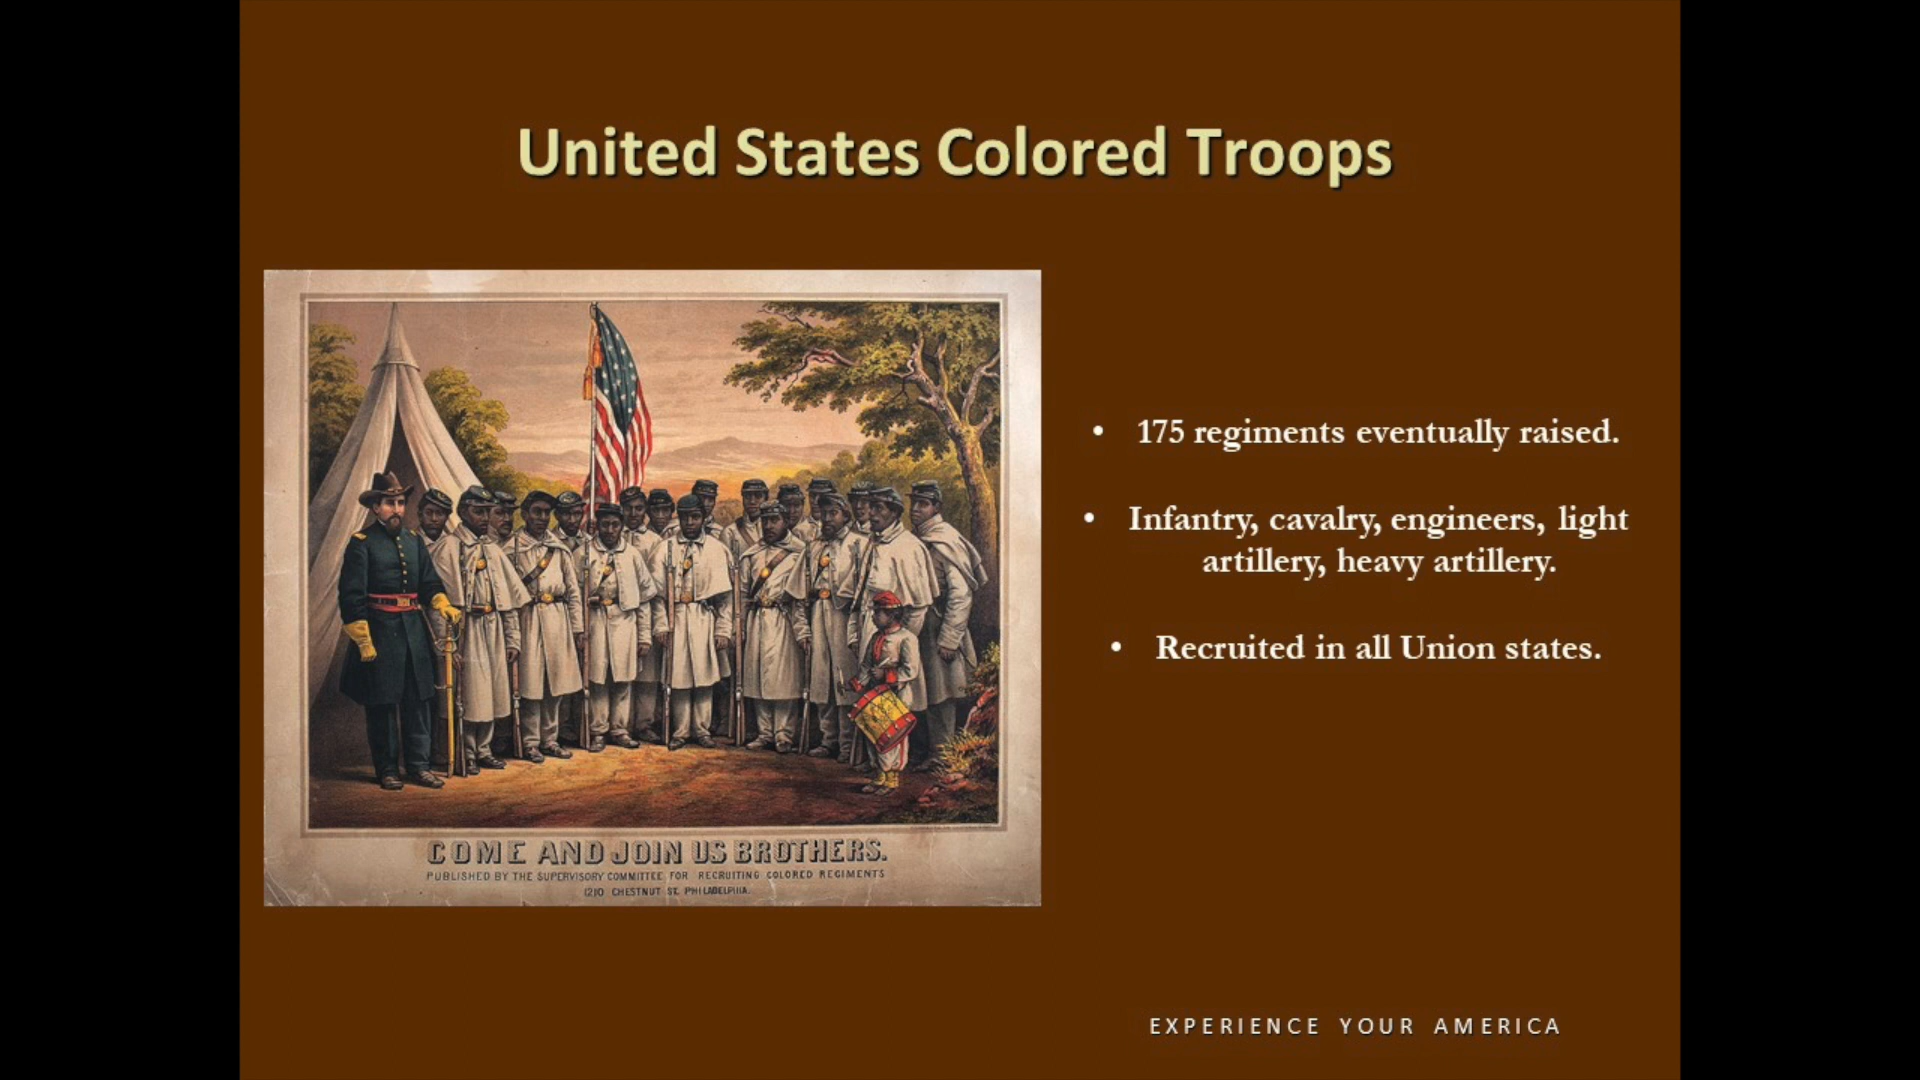 United States Colored Troops
• 175 regiments eventually raised.
• Infantry, cavalry, engineers, light
artillery, heavy artillery.
• Recruited in all Union states.
COME AND JOIN US BROTHERS.
PUBLISHED BY THE SUPERVISORY COMMITTEE FOR RECRUITING COLORED REGIMENTS
1210 CHESTNUT ST. PHILADELPHIA.
EXPERIENCE YOUR AMERICA